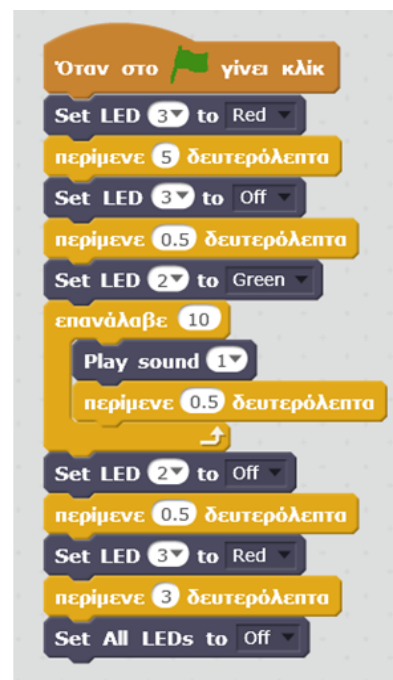 Όταν στο γίνει κλίκ
Set LED 3 to Red
περίμενε 5 δευτερόλεπτα
Set LED 3 to Off
περίμενε 0.5 δευτερόλεπτα
Set LED 2 to Green
επανάλαβε 10
Play sound 1
περίμενε 0.5 δευτερόλεπτα
Set LED 2 to Off
περίμενε 0.5 δευτερόλεπτα
Set LED 3 to Red
περίμενε 3 δευτερόλεπτα
Set All LEDs to Off